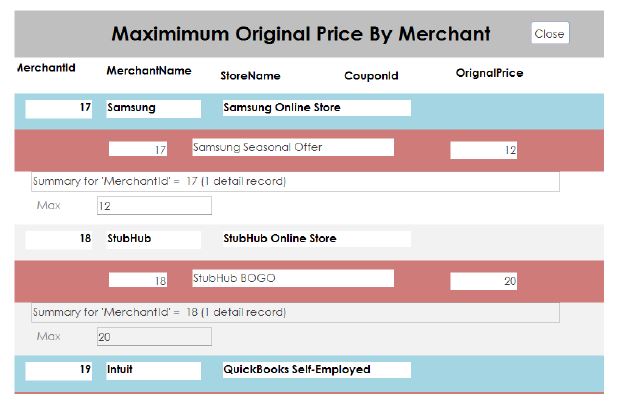 Maximimum Original Price By Merchant Close
MerchantId MerchantName StoreName CouponId OrignalPrice
17 Samsung Samsung Online Store
17 Samsung Seasonal Offer 12
Summary for 'MerchantId' = 17 (1 detail record)
Max 12
18 StubHub StubHub Online Store
18 StubHub BOGO 20
Summary for 'MerchantId' = 18 (1 detail record)
Max 20
19 Intuit QuickBooks Self-Employed